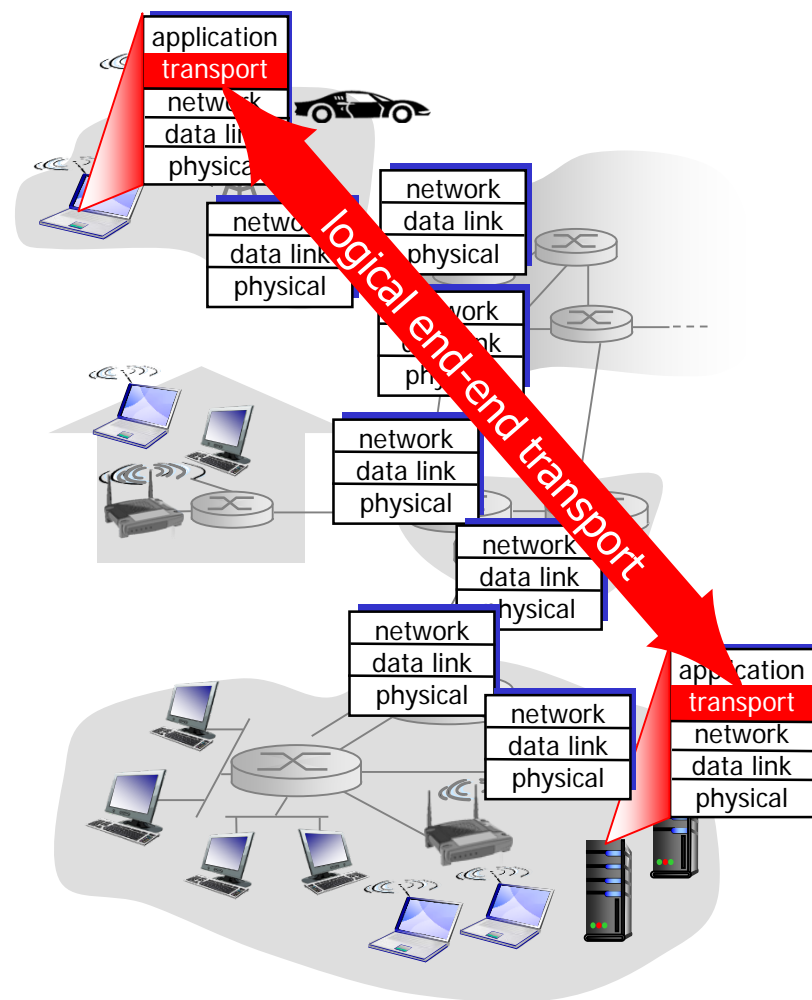 application
transport
network
data link
physical
network
data link
physical
network
data link
physical
logical end-end transport
network
data link
physical
network
data link
physical
network
data link
physical
network
data link
physical
network
data link
physical
application
transport
network
data link
physical